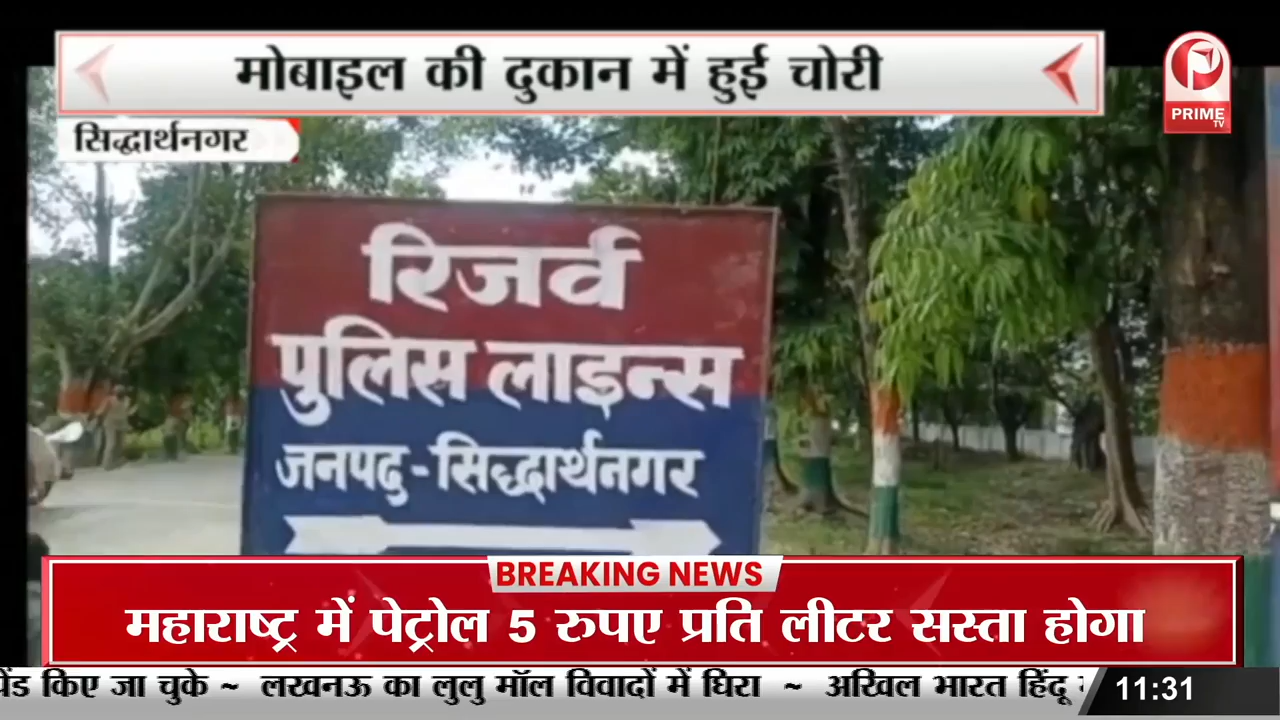 मोबाइल की दुकान में हुई चोरी
PRIME
TV
सिद्धार्थनगर
रिजर्व
पुलिस लाइन्स
जनपद-सिद्धार्थनगर
BREAKING NEWS
महाराष्ट्र में पेट्रोल 5 रुपए प्रति लीटर सस्ता होगा
किए जा चुके ~ लखनऊ का लुलु मॉल विवादों में घिरा ~ अखिल भारत हिंदू
11:31